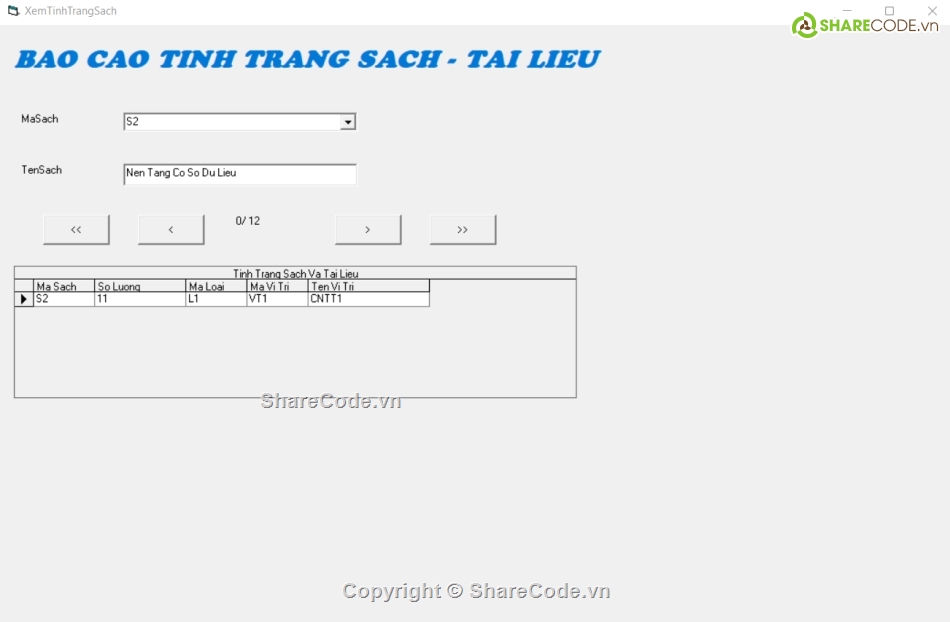 XemTinhTrangSach
SHARECODE.vn
BAO CAO TINH TRANG SACH - TAI LIEU
MaSach
S2
TenSach
Nen Tang Co So Du Lieu
<<
<
0/12
>
>>
Tinh Trang Sach Va Tai Lieu
Ma Sach So Luong Ma Loai Ma Vi Tri Ten Vi Tri
S2 11 L1 VT1 CNTT1
ShareCode.vn
Copyright © ShareCode.vn